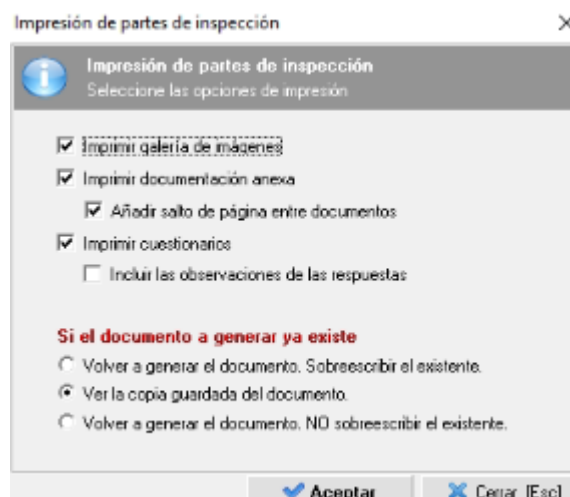 Impresión de partes de inspección
Impresión de partes de inspección
Seleccione las opciones de impresión
Imprimir galería de imágenes
Imprimir documentación anexa
Añadir salto de página entre documentos
Imprimir cuestionarios
Incluir las observaciones de las respuestas
Si el documento a generar ya existe
Volver a generar el documento. Sobreescribir el existente.
Ver la copia guardada del documento.
Volver a generar el documento. NO sobreescribir el existente.
Aceptar
Cerrar [Esc]